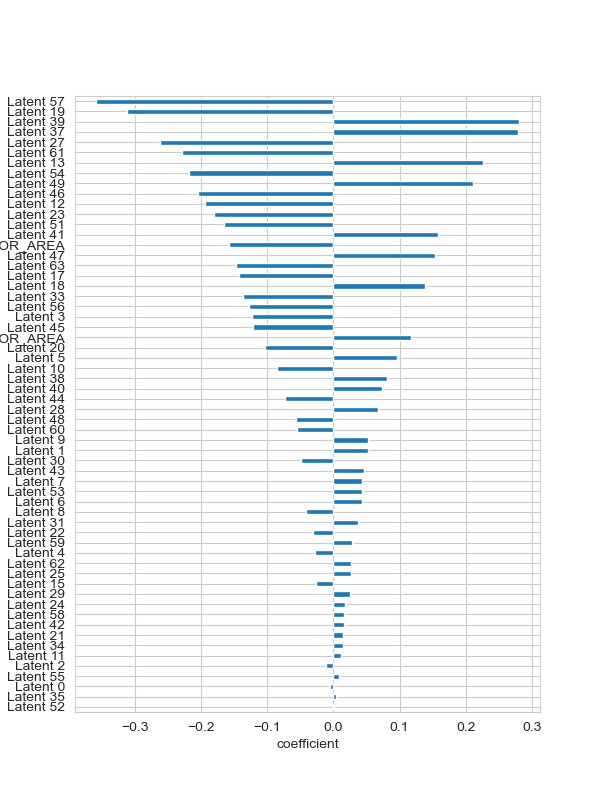 Latent 57
Latent 19
Latent 39
Latent 37
Latent 27
Latent 61
Latent 13
Latent 54
Latent 49
Latent 46
Latent 12
Latent 23
Latent 51
Latent 41
OR_AREA
Latent 47
Latent 63
Latent 17
Latent 18
Latent 33
Latent 56
Latent 3
Latent 45
OR_AREA
Latent 20
Latent 5
Latent 10
Latent 38
Latent 40
Latent 44
Latent 28
Latent 48
Latent 60
Latent 9
Latent 1
Latent 30
Latent 43
Latent 7
Latent 53
Latent 6
Latent 8
Latent 31
Latent 22
Latent 59
Latent 4
Latent 62
Latent 25
Latent 15
Latent 29
Latent 24
Latent 58
Latent 42
Latent 21
Latent 34
Latent 11
Latent 2
Latent 55
Latent 0
Latent 35
Latent 52
−0.3 −0.2 −0.1 0.0 0.1 0.2 0.3
coefficient